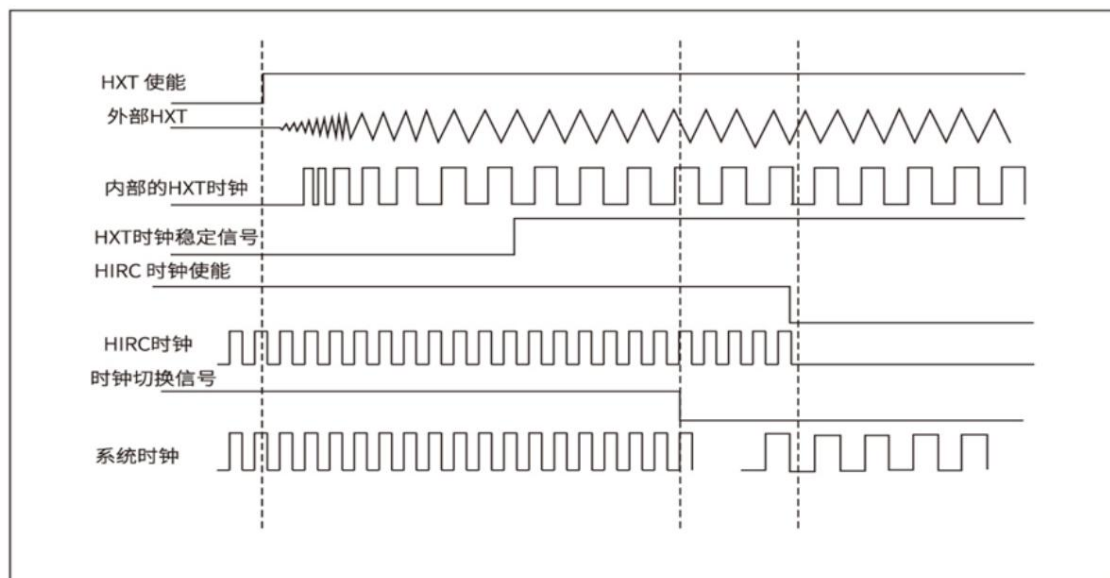 HXT 使能
外部HXT
内部的HXT时钟
HXT时钟稳定信号
HIRC 时钟使能
HIRC时钟
时钟切换信号
系统时钟